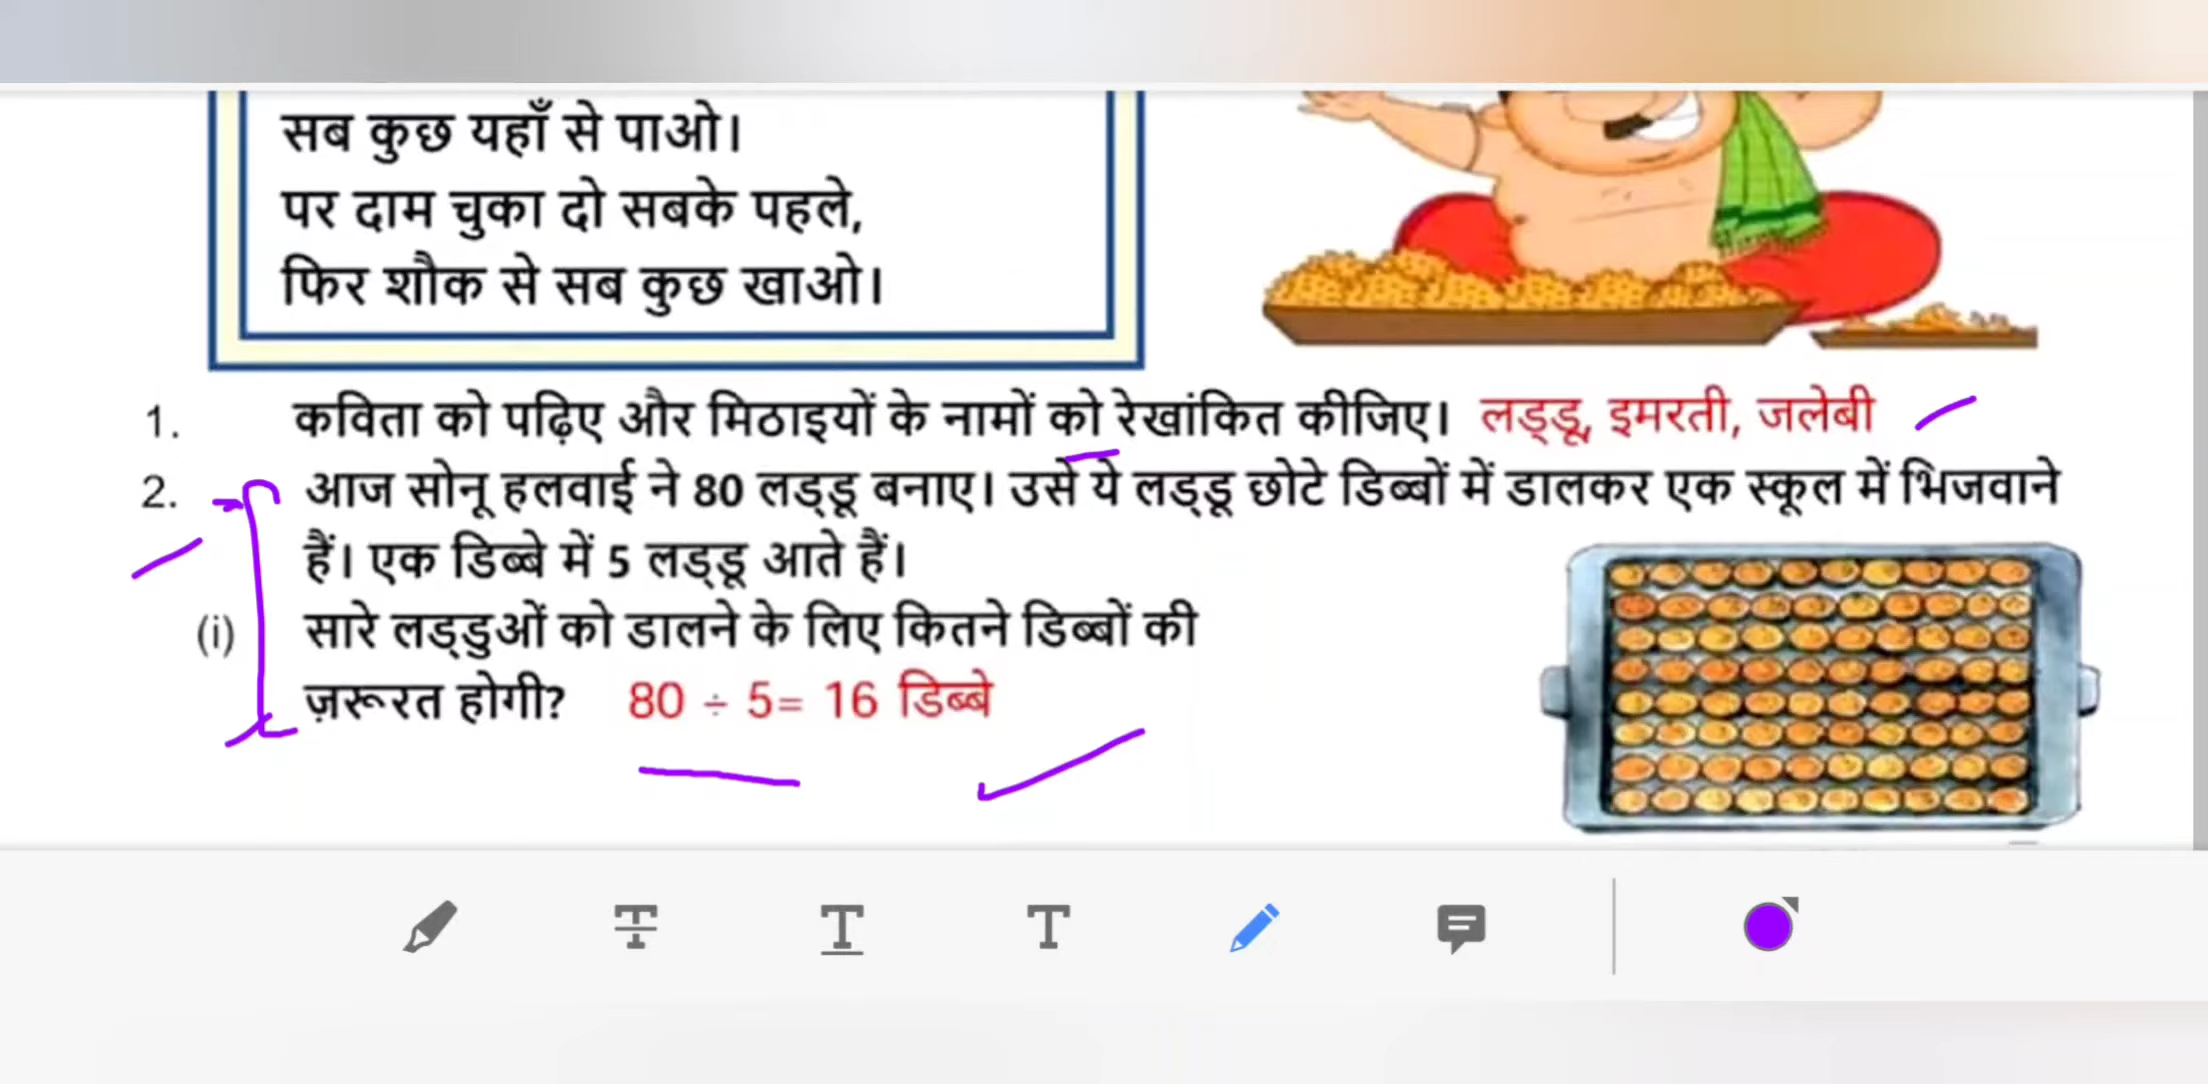 सब कुछ यहाँ से पाओ।
पर दाम चुका दो सबके पहले,
फिर शौक से सब कुछ खाओ।
1. कविता को पढ़िए और मिठाइयों के नामों को रेखांकित कीजिए। लड्डू, इमरती, जलेबी
2. आज सोनू हलवाई ने 80 लड्डू बनाए। उसे ये लड्डू छोटे डिब्बों में डालकर एक स्कूल में भिजवाने
हैं। एक डिब्बे में 5 लड्डू आते हैं।
(i) सारे लड्डुओं को डालने के लिए कितने डिब्बों की
ज़रूरत होगी? 80 ÷ 5= 16 डिब्बे